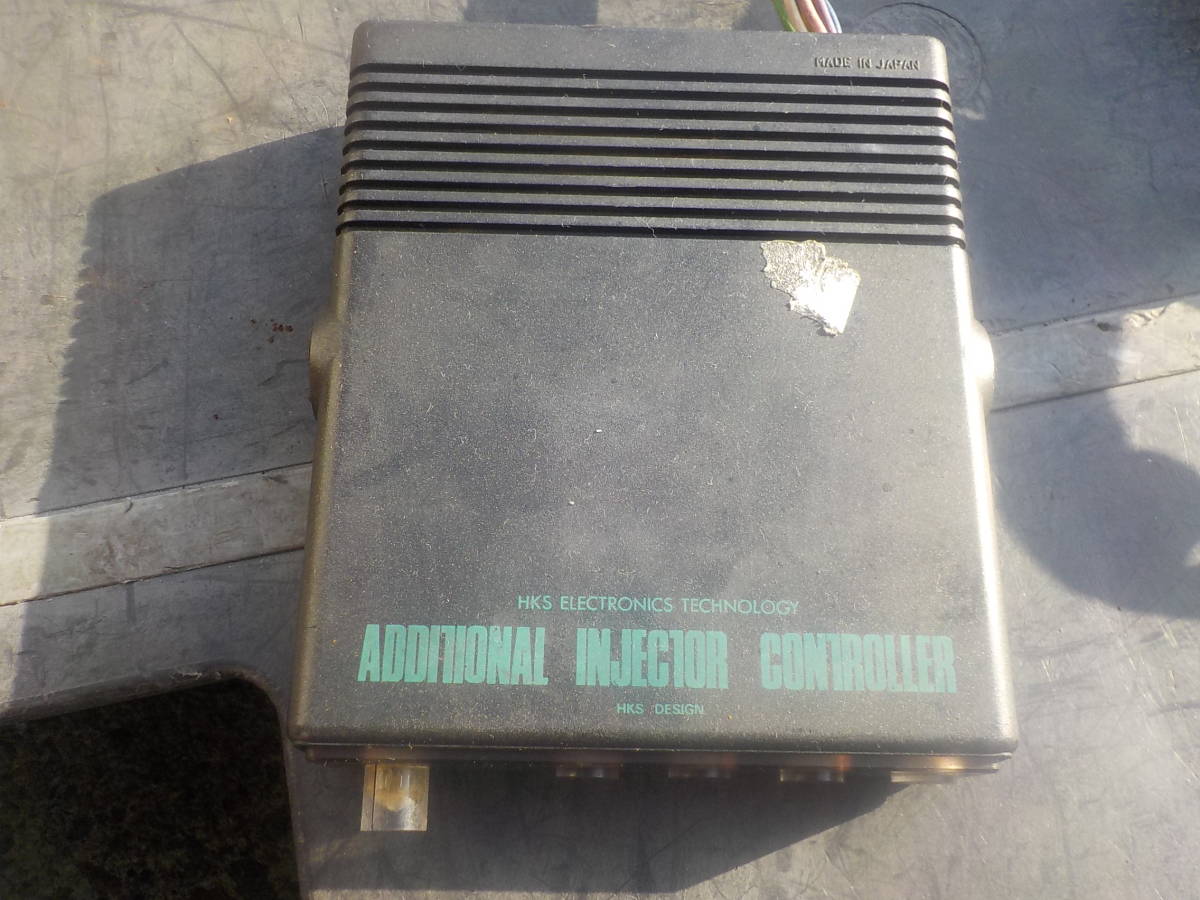 MADE IN JAPAN
HKS ELECTRONICS TECHNOLOGY
ADDITIONAL INJECTOR CONTROLLER
HKS DESIGN